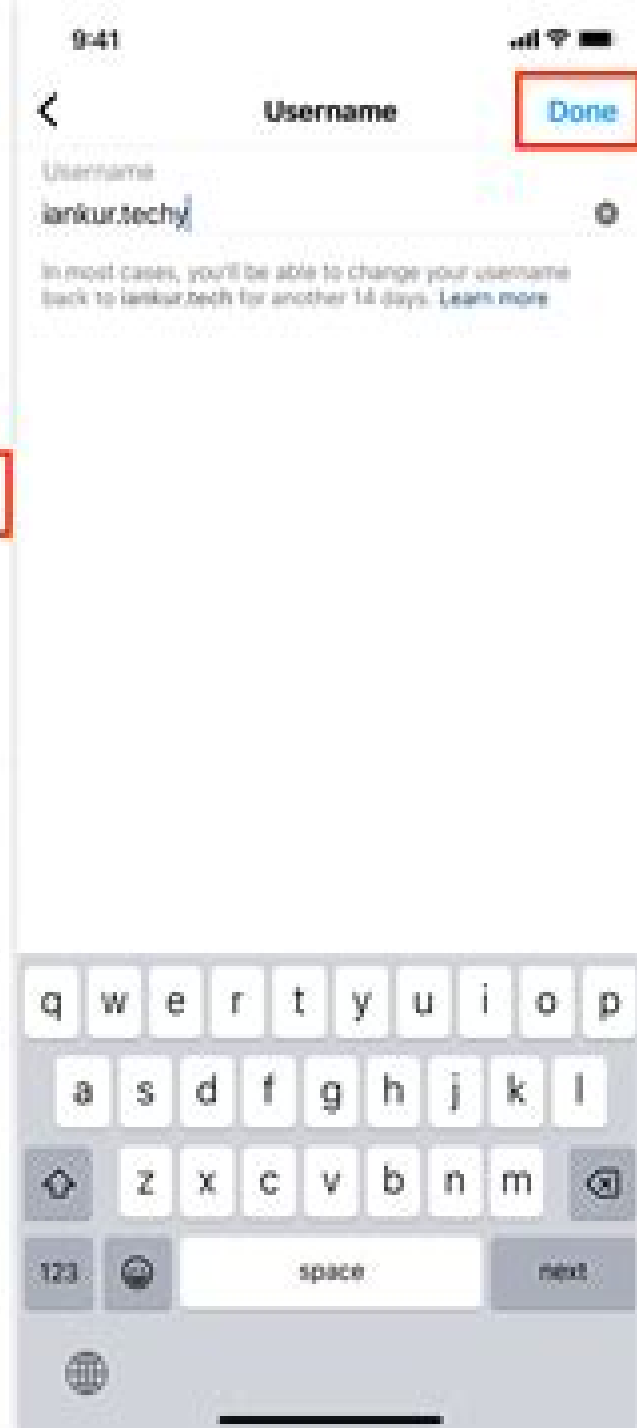 9:41
Username
Done
Username
iankur.techy
In most cases, you'll be able to change your username
back to iankur.tech for another 14 days. Learn more
q w e r t y u i o p
a s d f g h j k l
z x c v b n m
123 space next